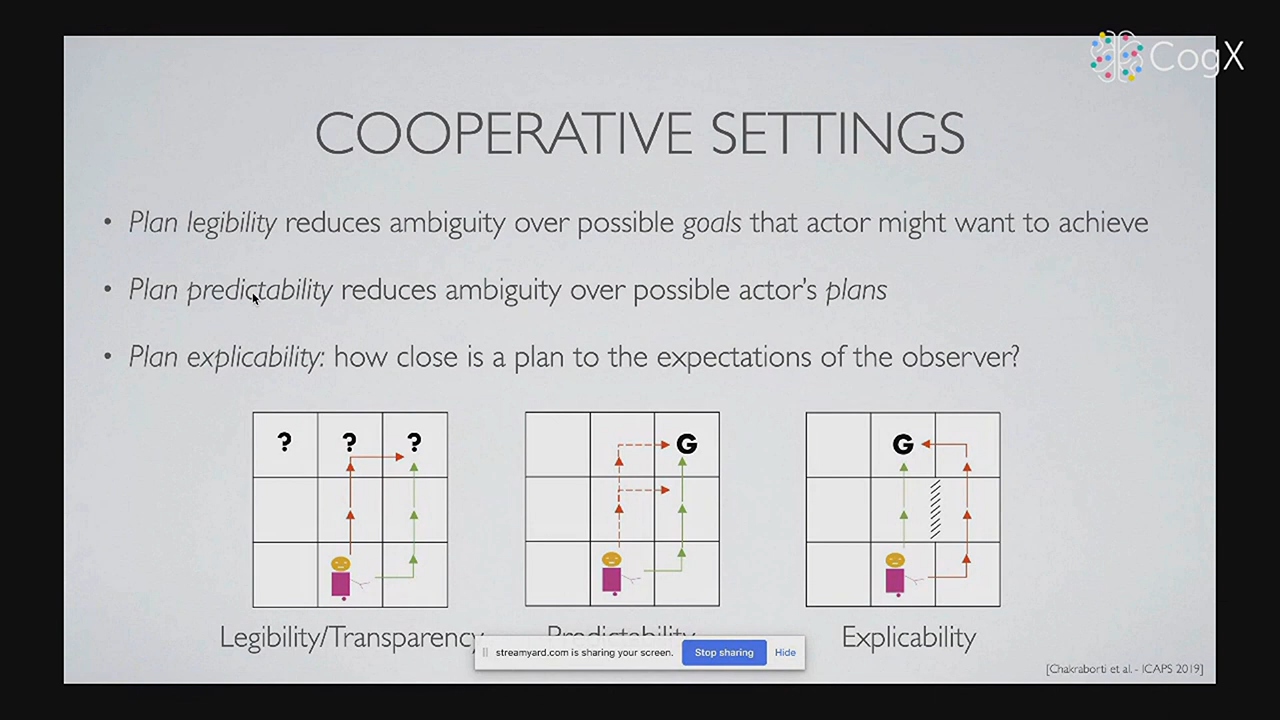 CogX
COOPERATIVE SETTINGS
• Plan legibility reduces ambiguity over possible goals that actor might want to achieve
• Plan predictability reduces ambiguity over possible actor's plans
• Plan explicability: how close is a plan to the expectations of the observer?
? ? ?
G
G
Legibility/Transparency
Predictability
Explicability
streamyard.com is sharing your screen. Stop sharing Hide
[Chakraborti et al. - ICAPS 2019]